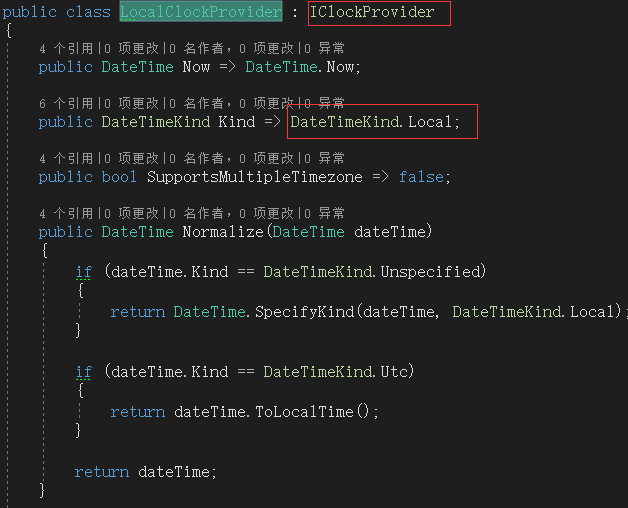 public class LocalClockProvider : IClockProvider
{
4 个引用|0 项更改|0 名作者，0 项更改|0 异常
public DateTime Now => DateTime.Now;
6 个引用|0 项更改|0 名作者，0 项更改|0 异常
public DateTimeKind Kind => DateTimeKind.Local;
4 个引用|0 项更改|0 名作者，0 项更改|0 异常
public bool SupportsMultipleTimezone => false;
4 个引用|0 项更改|0 名作者，0 项更改|0 异常
public DateTime Normalize(DateTime dateTime)
{
if (dateTime.Kind == DateTimeKind.Unspecified)
{
return DateTime.SpecifyKind(dateTime, DateTimeKind.Local);
}
if (dateTime.Kind == DateTimeKind.Utc)
{
return dateTime.ToLocalTime();
}
return dateTime;
}